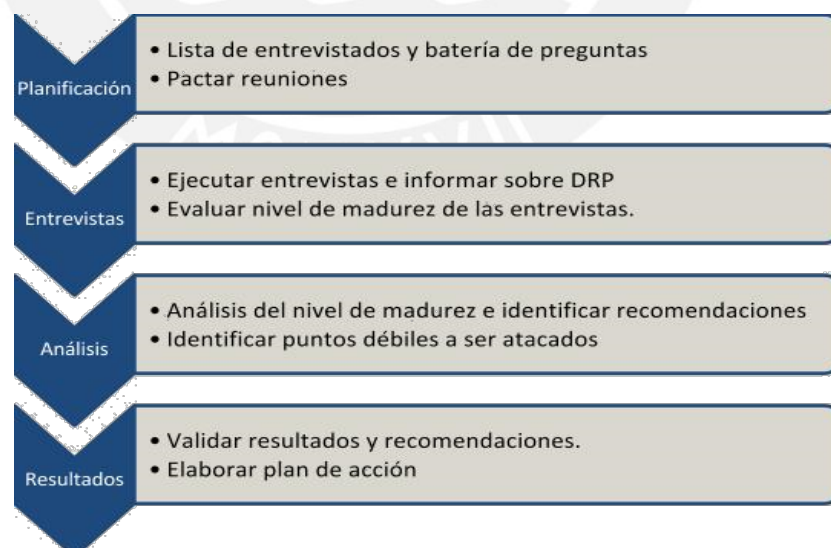 Planificación
• Lista de entrevistados y batería de preguntas
• Pactar reuniones
Entrevistas
• Ejecutar entrevistas e informar sobre DRP
• Evaluar nivel de madurez de las entrevistas.
Análisis
• Análisis del nivel de madurez e identificar recomendaciones
• Identificar puntos débiles a ser atacados
Resultados
• Validar resultados y recomendaciones.
• Elaborar plan de acción